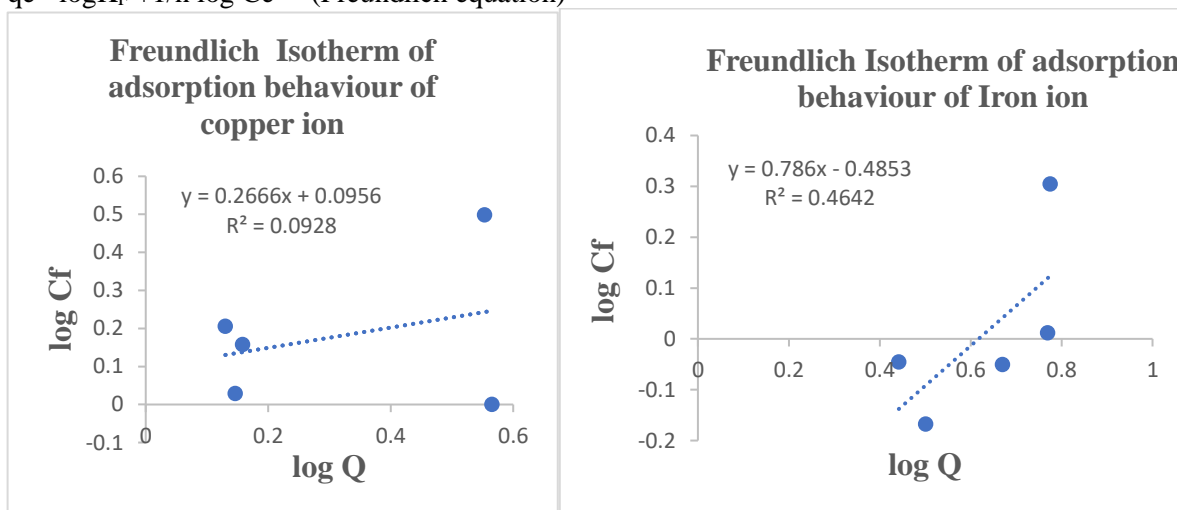 (Freundlich equation)
Freundlich Isotherm of
adsorption behaviour of
copper ion
y = 0.2666x + 0.0956
R² = 0.0928
0.6
0.5
0.4
0.3
0.2
0.1
0
-0.1
0
0.2
0.4
0.6
log Cf
log Q
Freundlich Isotherm of adsorption
behaviour of Iron ion
y = 0.786x - 0.4853
R² = 0.4642
0.4
0.3
0.2
0.1
0
-0.1
-0.2
0
0.2
0.4
0.6
0.8
1
log Cf
log Q